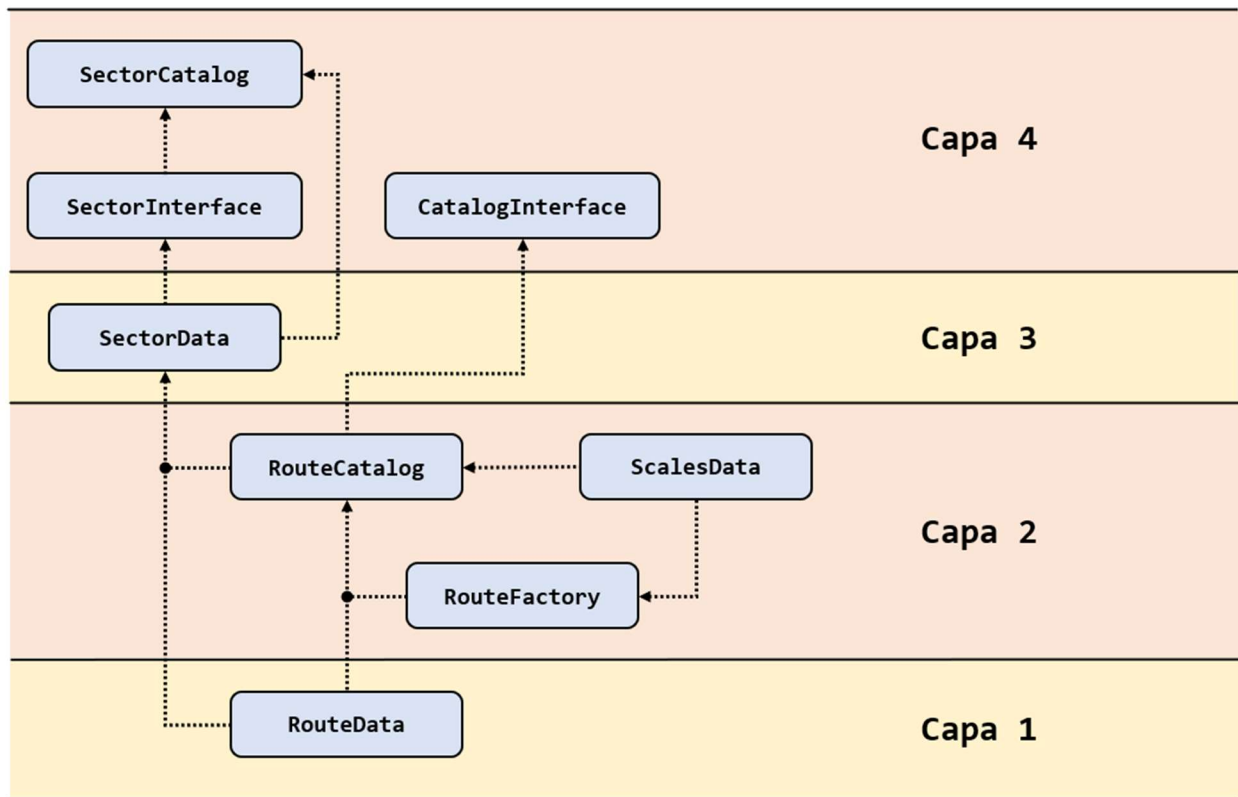 SectorCatalog
Capa 4
SectorInterface
CatalogInterface
SectorData
Capa 3
RouteCatalog
ScalesData
Capa 2
RouteFactory
RouteData
Capa 1